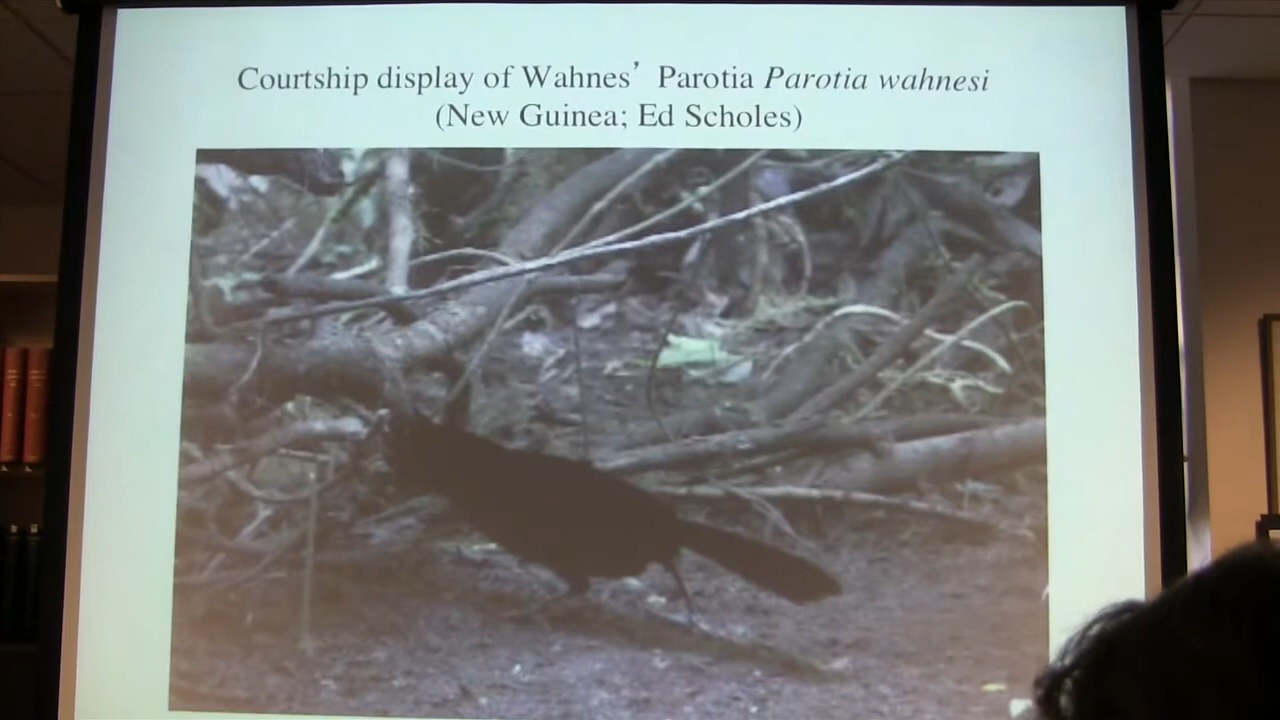 Courtship display of Wahnes’ Parotia Parotia wahnesi
(New Guinea; Ed Scholes)